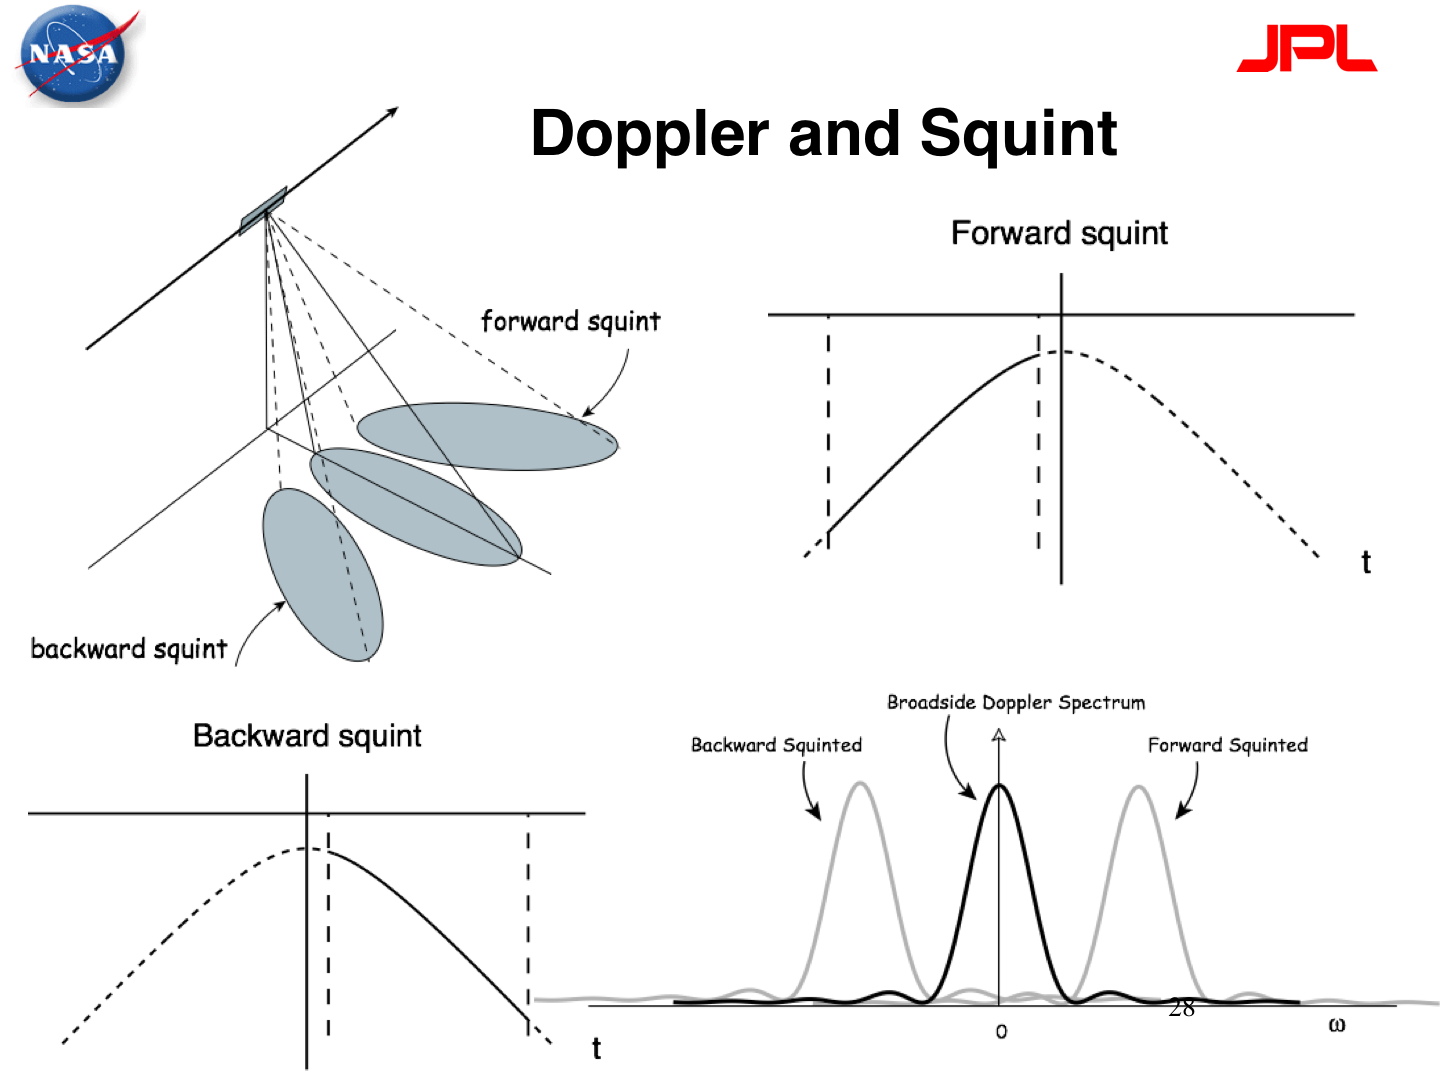 NASA
JPL
Doppler and Squint
Forward squint
forward squint
t
backward squint
Backward squint
t
Broadside Doppler Spectrum
Backward Squinted
Forward Squinted
28
0
ω